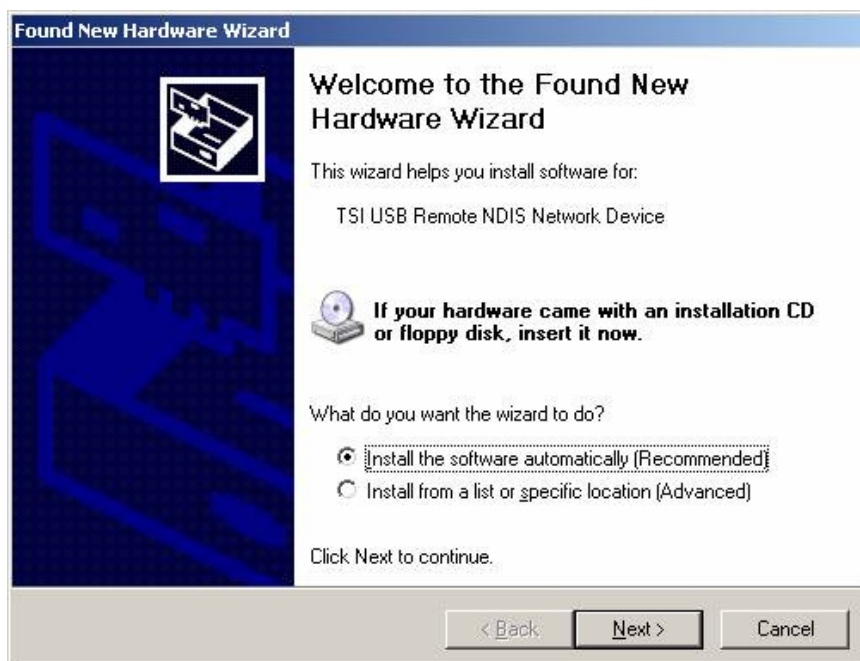 Found New Hardware Wizard
Welcome to the Found New
Hardware Wizard
This wizard helps you install software for:
TSI USB Remote NDIS Network Device
If your hardware came with an installation CD
or floppy disk, insert it now.
What do you want the wizard to do?
Install the software automatically (Recommended)
Install from a list or specific location (Advanced)
Click Next to continue.
< Back Next > Cancel